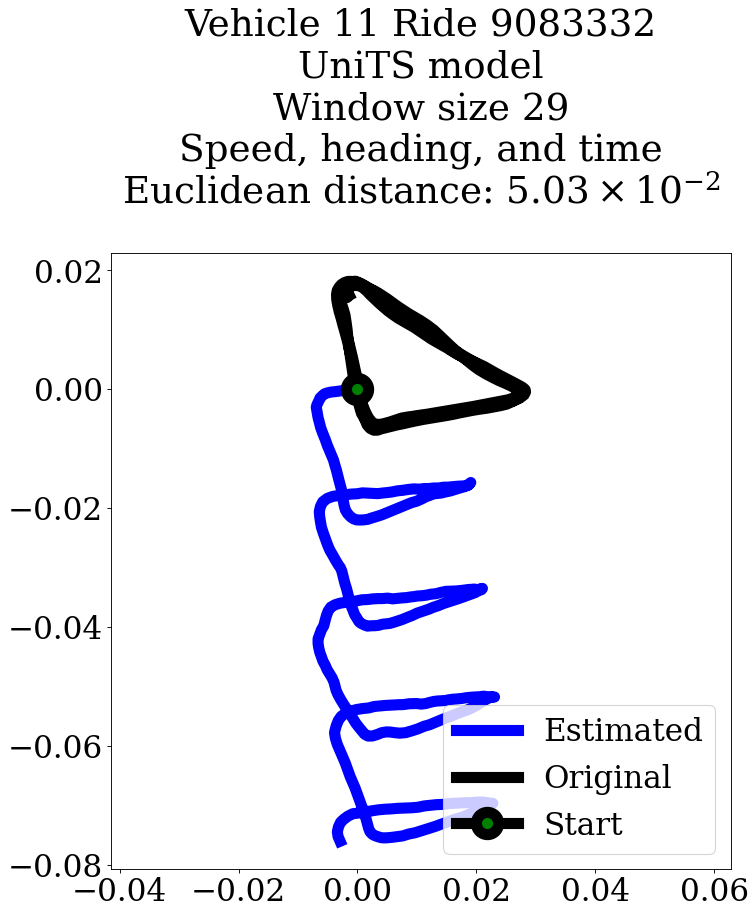 Vehicle 11 Ride 9083332
UniTS model
Window size 29
Speed, heading, and time
Euclidean distance: 5.03 × 10⁻²
0.02
0.00
−0.02
−0.04
−0.06
−0.08
Estimated
Original
Start
−0.04 −0.02 0.00 0.02 0.04 0.06